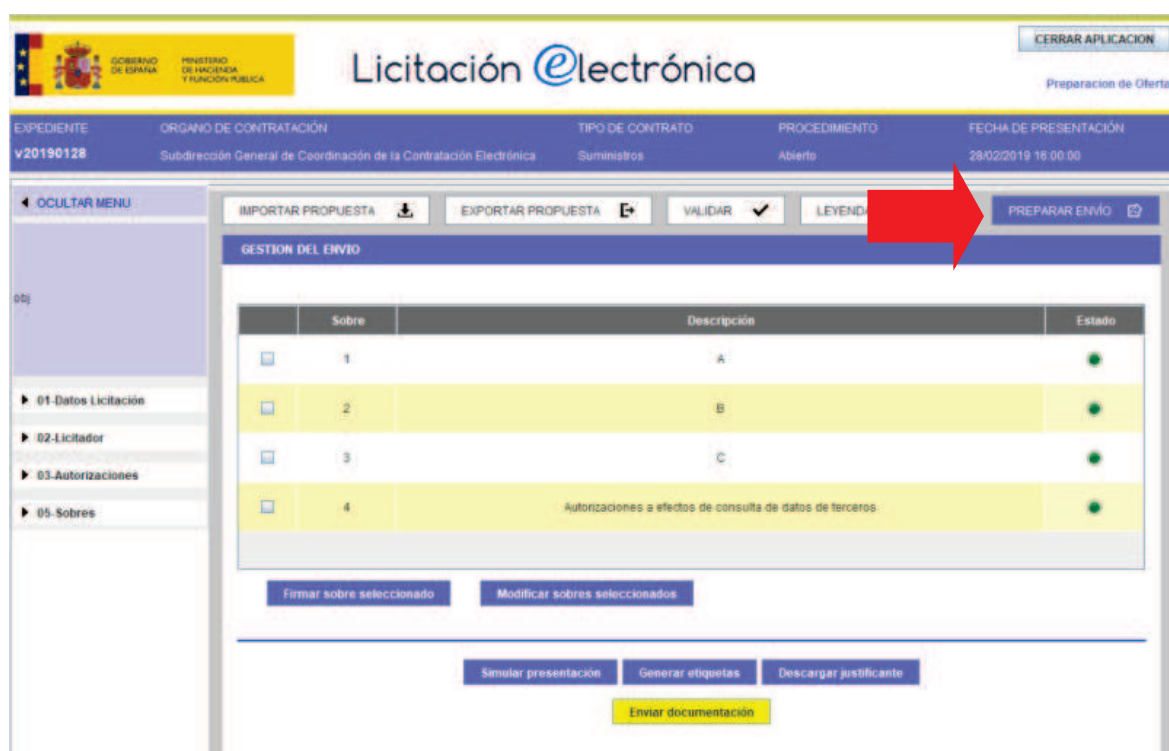 CERRAR APLICACION
GOBIERNO DE ESPAÑA
MINISTERIO DE HACIENDA Y FUNCIÓN PÚBLICA
Licitación electrónica
Preparacion de Oferta
EXPEDIENTE ORGANO DE CONTRATACIÓN TIPO DE CONTRATO PROCEDIMIENTO FECHA DE PRESENTACIÓN
v20190128 Subdirección General de Coordinación de la Contratación Electrónica Suministros Abierto 28/02/2019 16:00:00
OCULTAR MENU
IMPORTAR PROPUESTA EXPORTAR PROPUESTA VALIDAR LEYENDA PREPARAR ENVÍO
GESTION DEL ENVIO
obj
Sobre Descripción Estado
1 A
2 B
3 C
4 Autorizaciones a efectos de consulta de datos de terceros
01-Datos Licitación
02-Licitador
03-Autorizaciones
05-Sobres
Firmar sobre seleccionado Modificar sobres seleccionados
Simular presentación Generar etiquetas Descargar justificante
Enviar documentación